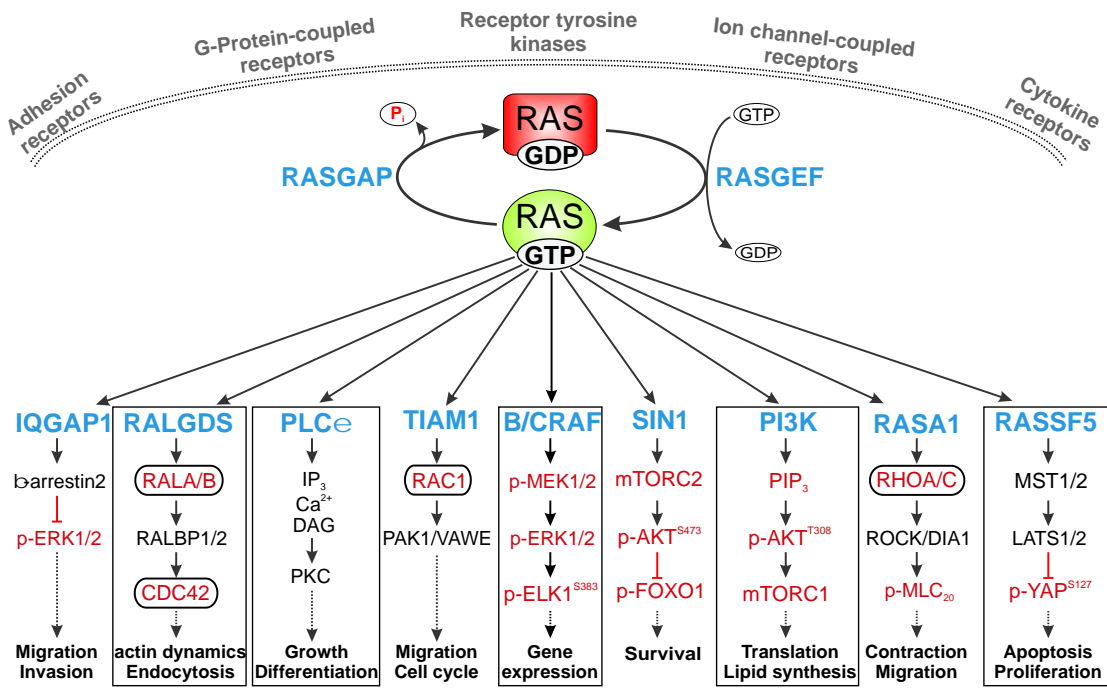 Adhesion
receptors
G-Protein-coupled
receptors
Receptor tyrosine
kinases
Ion channel-coupled
receptors
Cytokine
receptors
Pi
RAS
GDP
GTP
RASGAP
RASGEF
RAS
GTP
GDP
IQGAP1
b-arrestin2
p-ERK1/2
Migration
Invasion
RALGDS
RALA/B
RALBP1/2
CDC42
actin dynamics
Endocytosis
PLCe
IP3
Ca2+
DAG
PKC
Growth
Differentiation
TIAM1
RAC1
PAK1/VAWE
Migration
Cell cycle
B/CRAF
p-MEK1/2
p-ERK1/2
p-ELK1S383
Gene
expression
SIN1
mTORC2
p-AKTS473
p-FOXO1
Survival
PI3K
PIP3
p-AKTT308
mTORC1
Translation
Lipid synthesis
RASA1
RHOA/C
ROCK/DIA1
p-MLC20
Contraction
Migration
RASSF5
MST1/2
LATS1/2
p-YAPS127
Apoptosis
Proliferation